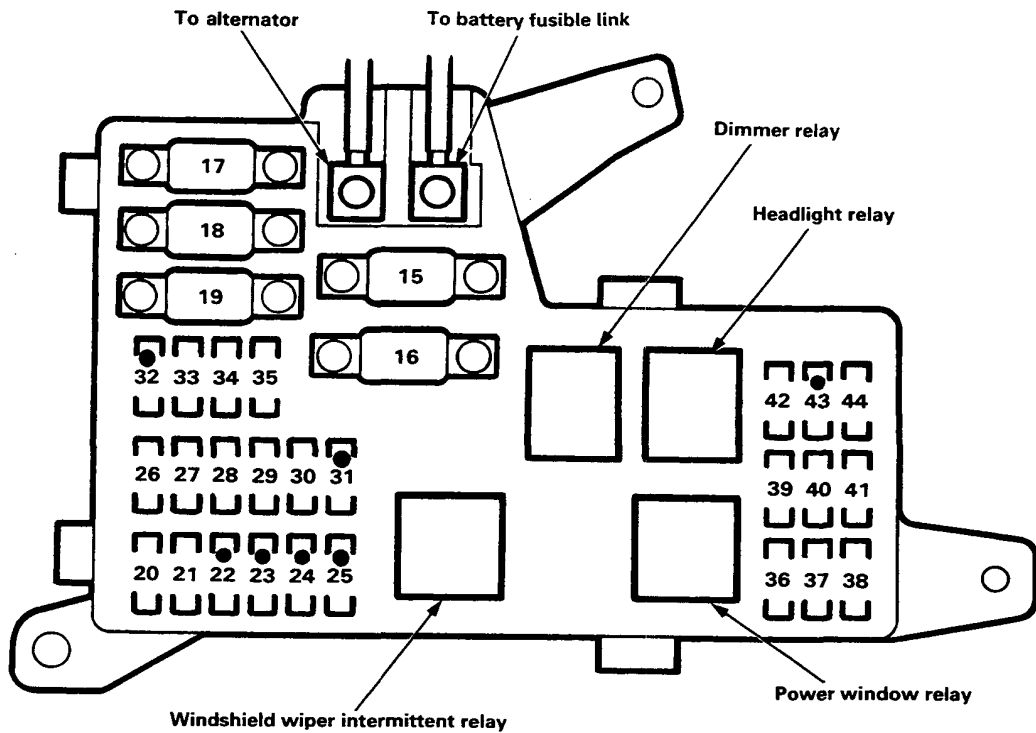 To alternator
To battery fusible link
Dimmer relay
Headlight relay
17
18
19
15
16
32 33 34 35
42 43 44
26 27 28 29 30 31
39 40 41
20 21 22 23 24 25
36 37 38
Power window relay
Windshield wiper intermittent relay